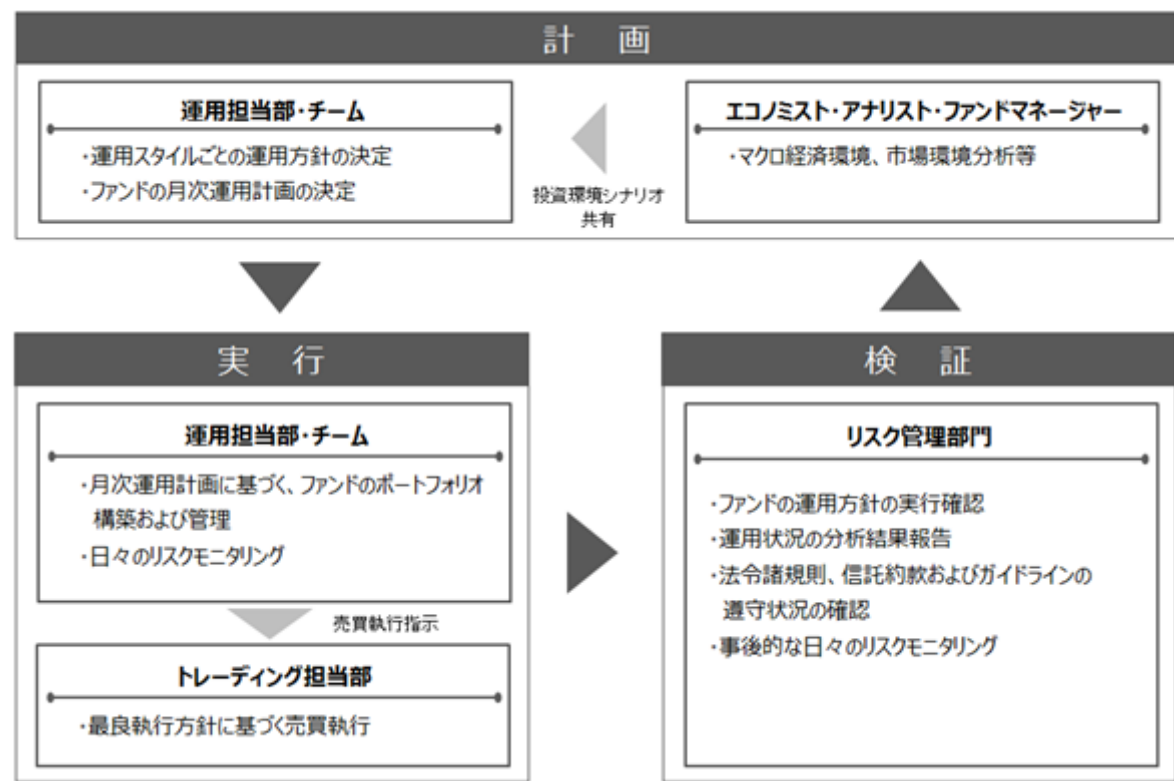 計 画
運用担当部・チーム
・運用スタイルごとの運用方針の決定
・ファンドの月次運用計画の決定
投資環境シナリオ
共有
エコノミスト・アナリスト・ファンドマネージャー
・マクロ経済環境、市場環境分析等
実 行
運用担当部・チーム
・月次運用計画に基づく、ファンドのポートフォリオ
構築および管理
・日々のリスクモニタリング
売買執行指示
トレーディング担当部
・最良執行方針に基づく売買執行
検 証
リスク管理部門
・ファンドの運用方針の実行確認
・運用状況の分析結果報告
・法令諸規則、信託約款およびガイドラインの
遵守状況の確認
・事後的な日々のリスクモニタリング